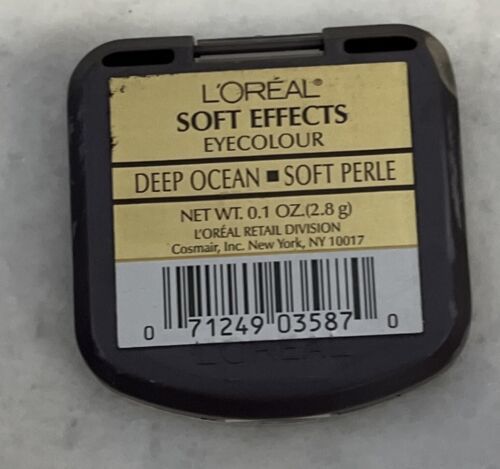 L'ORÉAL®
SOFT EFFECTS
EYECOLOUR
DEEP OCEAN ■ SOFT PERLE
NET WT. 0.1 OZ.(2.8 g)
L'ORÉAL RETAIL DIVISION
Cosmair, Inc. New York, NY 10017
0 71249 03587 0
L'ORÉAL